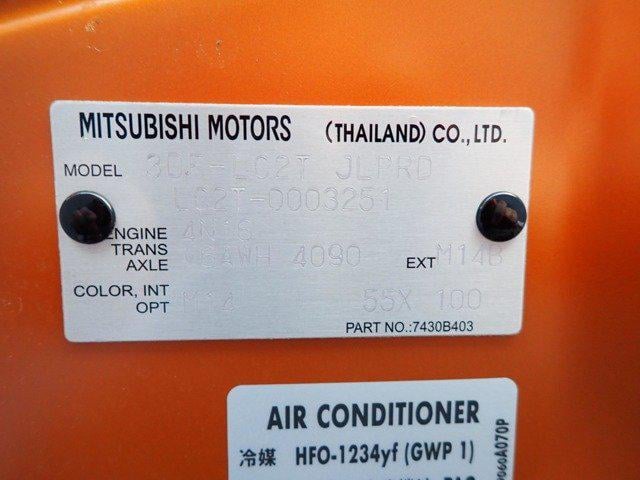 MITSUBISHI MOTORS (THAILAND) CO.,LTD.
MODEL 3DF-LC2T JLPRD
LC2T-0003251
ENGINE 4N16
TRANS V6AWH 4090
AXLE EXT M14B
COLOR, INT M14 55X 100
OPT
PART NO.:7430B403
AIR CONDITIONER
冷媒 HFO-1234yf (GWP 1)